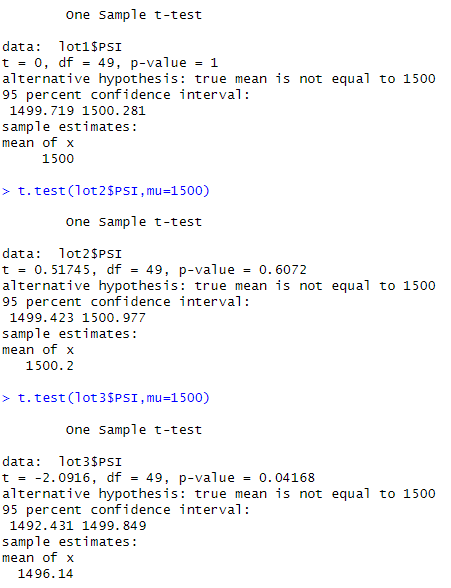 One Sample t-test
data: lot1$PSI
t = 0, df = 49, p-value = 1
alternative hypothesis: true mean is not equal to 1500
95 percent confidence interval:
1499.719 1500.281
sample estimates:
mean of x
1500
> t.test(lot2$PSI,mu=1500)
One Sample t-test
data: lot2$PSI
t = 0.51745, df = 49, p-value = 0.6072
alternative hypothesis: true mean is not equal to 1500
95 percent confidence interval:
1499.423 1500.977
sample estimates:
mean of x
1500.2
> t.test(lot3$PSI,mu=1500)
One Sample t-test
data: lot3$PSI
t = -2.0916, df = 49, p-value = 0.04168
alternative hypothesis: true mean is not equal to 1500
95 percent confidence interval:
1492.431 1499.849
sample estimates:
mean of x
1496.14